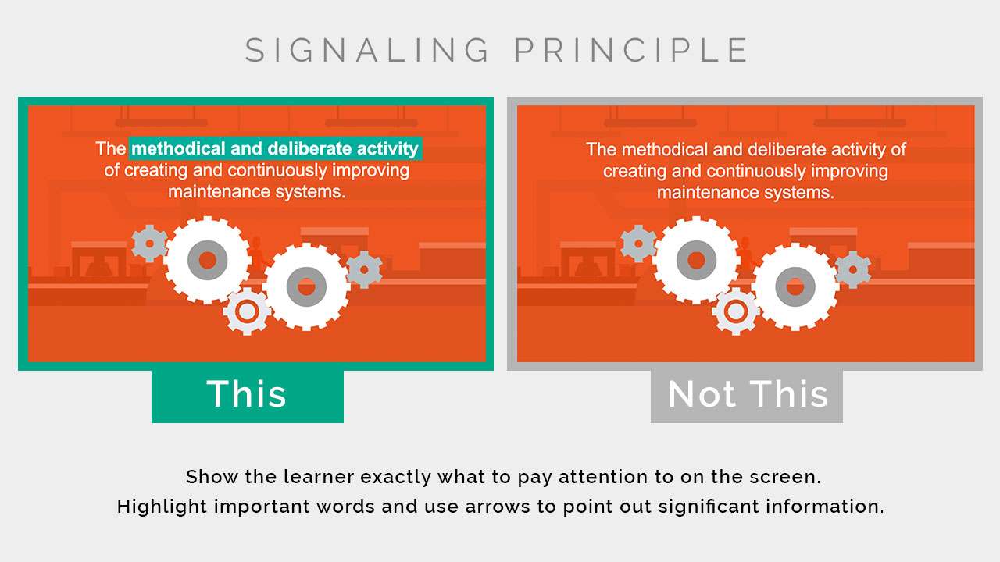 SIGNALING PRINCIPLE
The methodical and deliberate activity
of creating and continuously improving
maintenance systems.
This
The methodical and deliberate activity of
creating and continuously improving
maintenance systems.
Not This
Show the learner exactly what to pay attention to on the screen.
Highlight important words and use arrows to point out significant information.